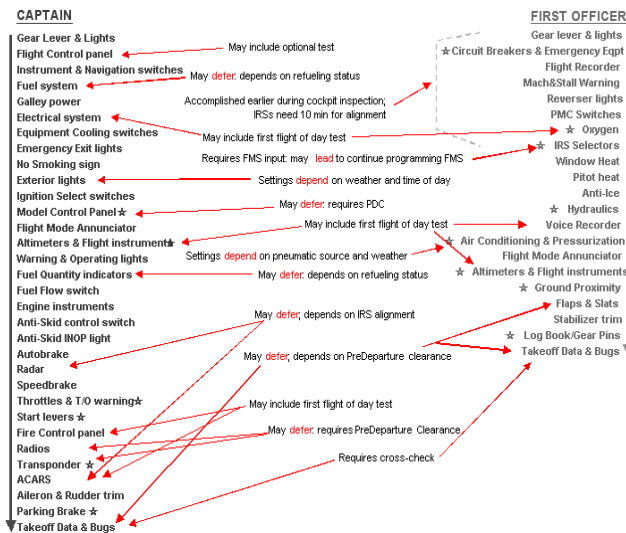 CAPTAIN
Gear Lever & Lights
Flight Control panel
Instrument & Navigation switches
Fuel system
Galley power
Electrical system
Equipment Cooling switches
Emergency Exit lights
No Smoking sign
Exterior lights
Ignition Select switches
Model Control Panel☆
Flight Mode Annunciator
Altimeters & Flight instrument☆
Warning & Operating lights
Fuel Quantity indicators
Fuel Flow switch
Engine instruments
Anti-Skid control switch
Anti-Skid INOP light
Autobrake
Radar
Speedbrake
Throttles & T/O warning☆
Start levers ☆
Fire Control panel
Radios
Transponder ☆
ACARS
Aileron & Rudder trim
Parking Brake ☆
Takeoff Data & Bugs
May include optional test
May defer: depends on refueling status
Accomplished earlier during cockpit inspection;
IRSs need 10 min for alignment
May include first flight of day test
Requires FMS input: may lead to continue programming FMS
Settings depend on weather and time of day
May defer: requires PDC
May include first flight of day test
Settings depend on pneumatic source and weather
May defer: depends on refueling status
May defer; depends on IRS alignment
May defer; depends on PreDeparture clearance
May include first flight of day test
May defer: requires PreDeparture Clearance
Requires cross-check
FIRST OFFICER
Gear lever & lights
☆Circuit Breakers & Emergency Eqpt
Flight Recorder
Mach&Stall Warning
Reverser lights
PMC Switches
☆ Oxygen
☆ IRS Selectors
Window Heat
Pitot heat
Anti-Ice
☆ Hydraulics
Voice Recorder
☆ Air Conditioning & Pressurization
Flight Mode Annunciator
☆ Altimeters & Flight instruments
☆ Ground Proximity
Flaps & Slats
Stabilizer trim
☆ Log Book/Gear Pins
Takeoff Data & Bugs